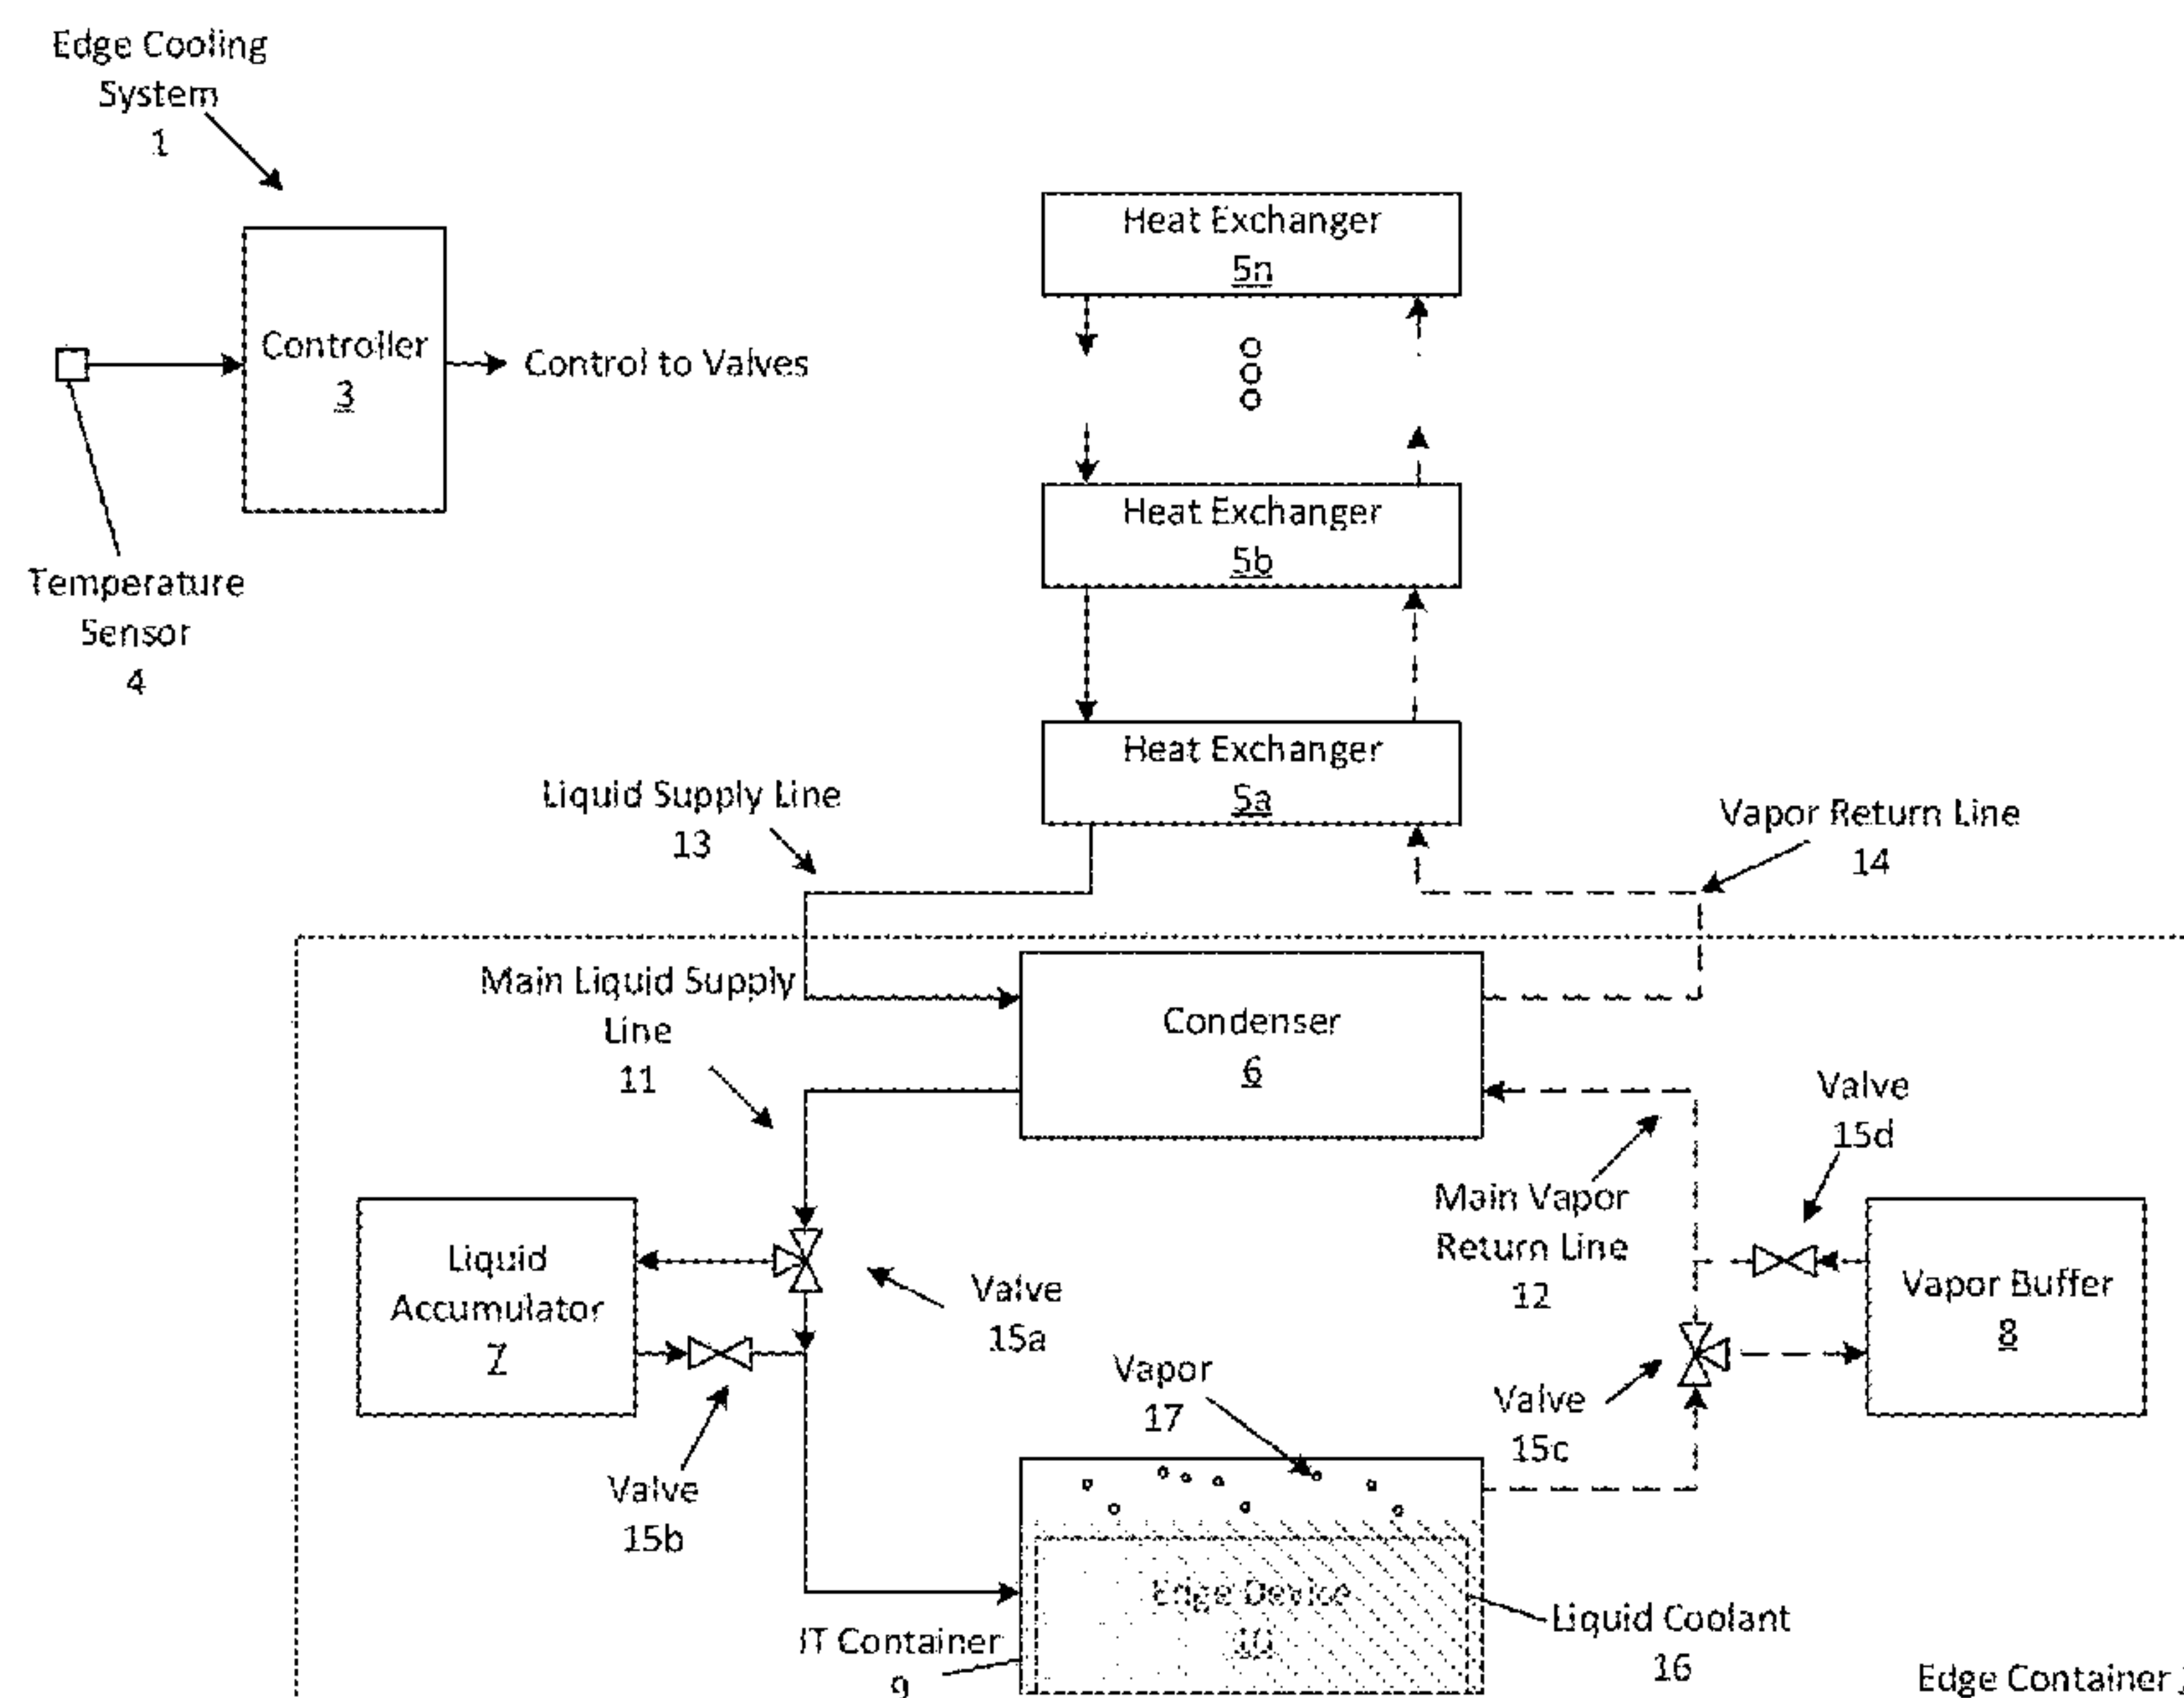 Edge Cooling
System
1
Controller
3
Control to Valves
Temperature
Sensor
4
Heat Exchanger
5n
Heat Exchanger
5b
Heat Exchanger
5a
Liquid Supply Line
13
Vapor Return Line
14
Main Liquid Supply
Line
11
Condenser
6
Valve
15d
Main Vapor
Return Line
12
Liquid
Accumulator
7
Valve
15a
Vapor Buffer
8
Vapor
17
Valve
15c
Valve
15b
Edge Device
10
IT Container
9
Liquid Coolant
16
Edge Container